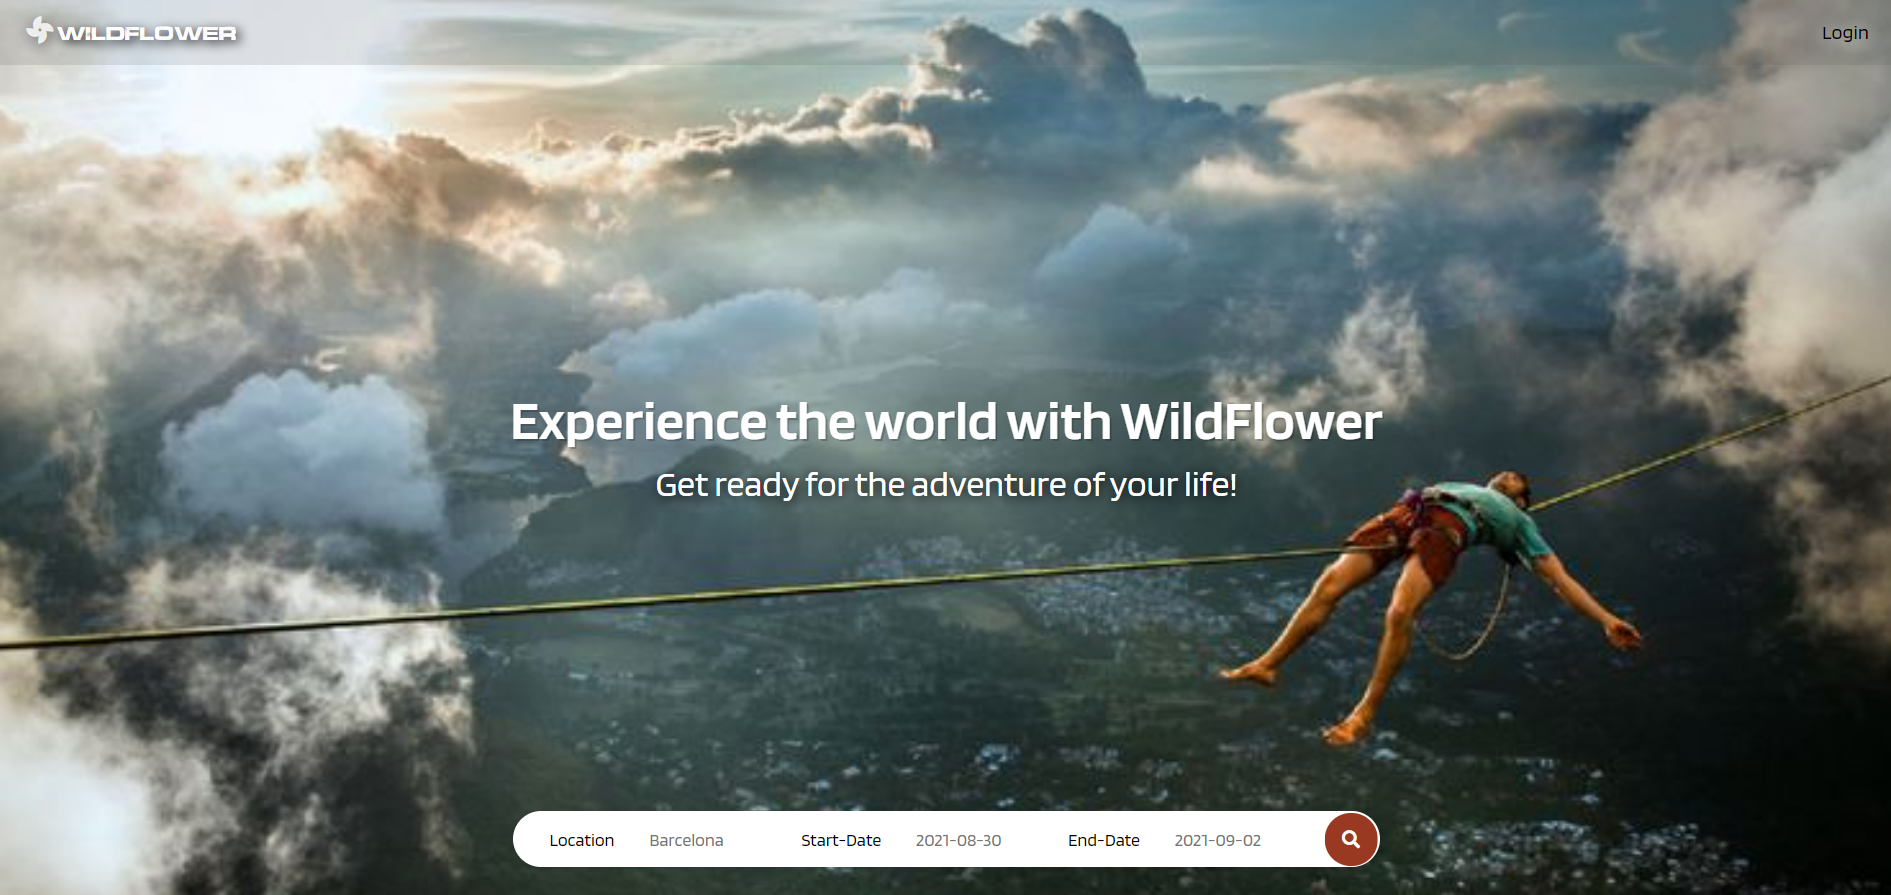 WILDFLOWER
Login
Experience the world with WildFlower
Get ready for the adventure of your life!
Location Barcelona Start-Date 2021-08-30 End-Date 2021-09-02